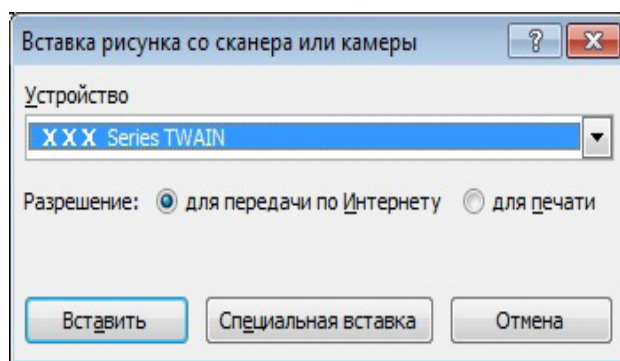 Вставка рисунка со сканера или камеры
Устройство
XXX Series TWAIN
Разрешение: для передачи по Интернету для печати
Вставить Специальная вставка Отмена